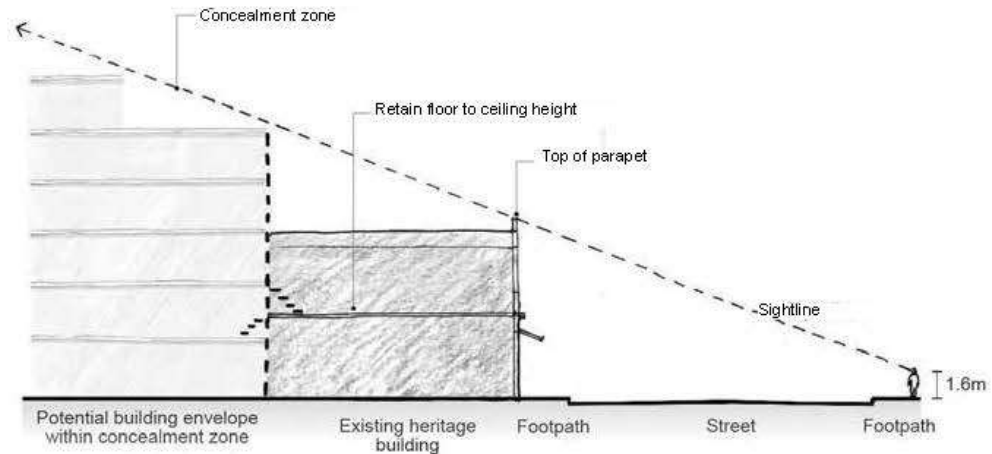 Concealment zone
Retain floor to ceiling height
Top of parapet
Sightline
1.6m
Potential building envelope
within concealment zone
Existing heritage
building
Footpath
Street
Footpath